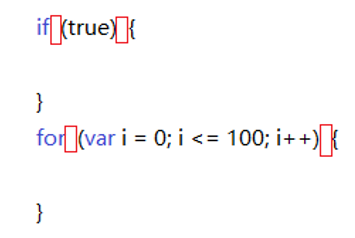 if (true) {
}
for (var i = 0; i <= 100; i++) {
}